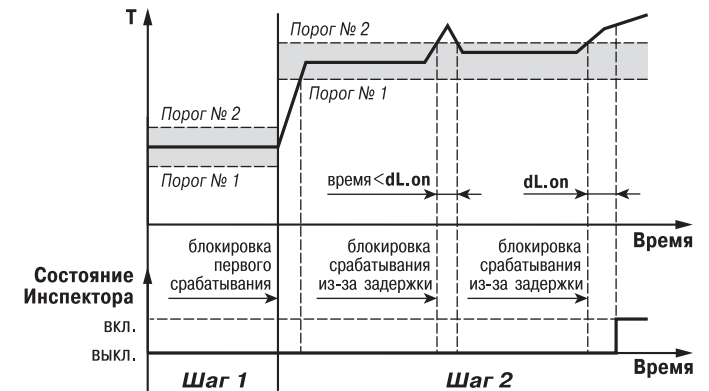 T
Порог № 2
Порог № 1
Порог № 2
Порог № 1
время<dL.on
dL.on
Время
блокировка
первого
срабатывания
блокировка
срабатывания
из-за задержки
блокировка
срабатывания
из-за задержки
Состояние
Инспектора
вкл.
выкл.
Время
Шаг 1
Шаг 2